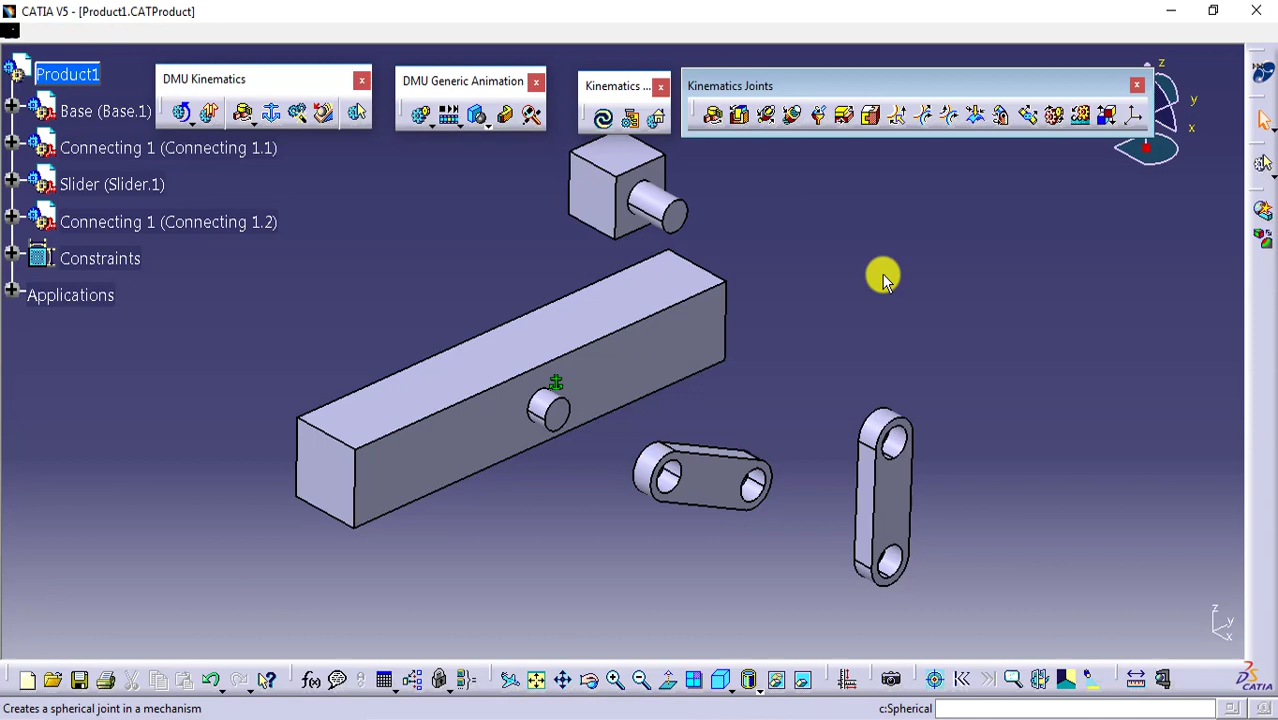 CATIA V5 - [Product1.CATProduct]
Product1
Base (Base.1)
Connecting 1 (Connecting 1.1)
Slider (Slider.1)
Connecting 1 (Connecting 1.2)
Constraints
Applications
DMU Kinematics
x
DMU Generic Animation
x
Kinematics ...
x
Kinematics Joints
x
z
y
x
z
y
x
f(x)
CATIA
Creates a spherical joint in a mechanism
c:Spherical